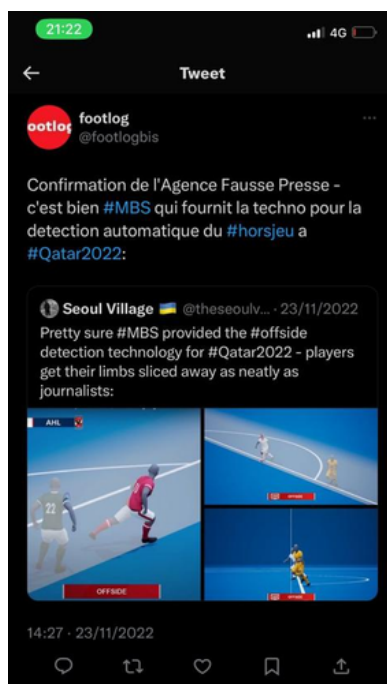 21:22
4G
Tweet
ootlog
footlog
@footlogbis
Confirmation de l'Agence Fausse Presse -
c'est bien #MBS qui fournit la techno pour la
detection automatique du #horsjeu a
#Qatar2022:
Seoul Village @theseoulv... · 23/11/2022
Pretty sure #MBS provided the #offside
detection technology for #Qatar2022 - players
get their limbs sliced away as neatly as
journalists:
AHL
22
OFFSIDE
OFFSIDE
OFFSIDE
14:27 · 23/11/2022